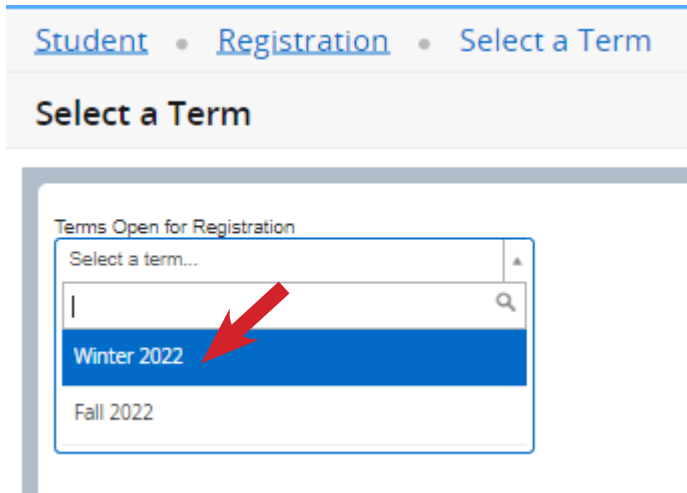 Student • Registration • Select a Term
Select a Term
Terms Open for Registration
Select a term...
Winter 2022
Fall 2022